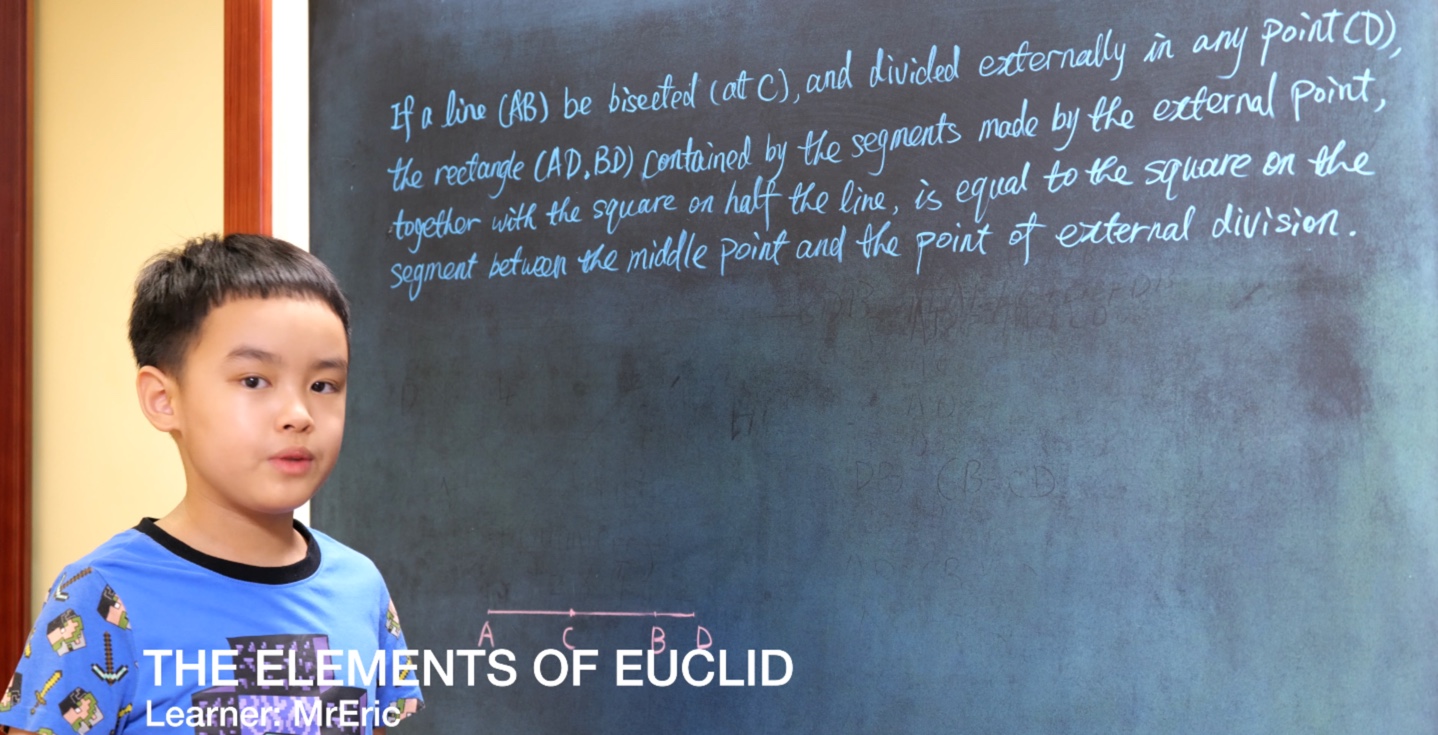 If a line (AB) be bisected (at C), and divided externally in any point (D),
the rectangle (AD.BD) contained by the segments made by the external point,
together with the square on half the line, is equal to the square on the
segment between the middle point and the point of external division.
A C B D
THE ELEMENTS OF EUCLID
Learner: MrEric